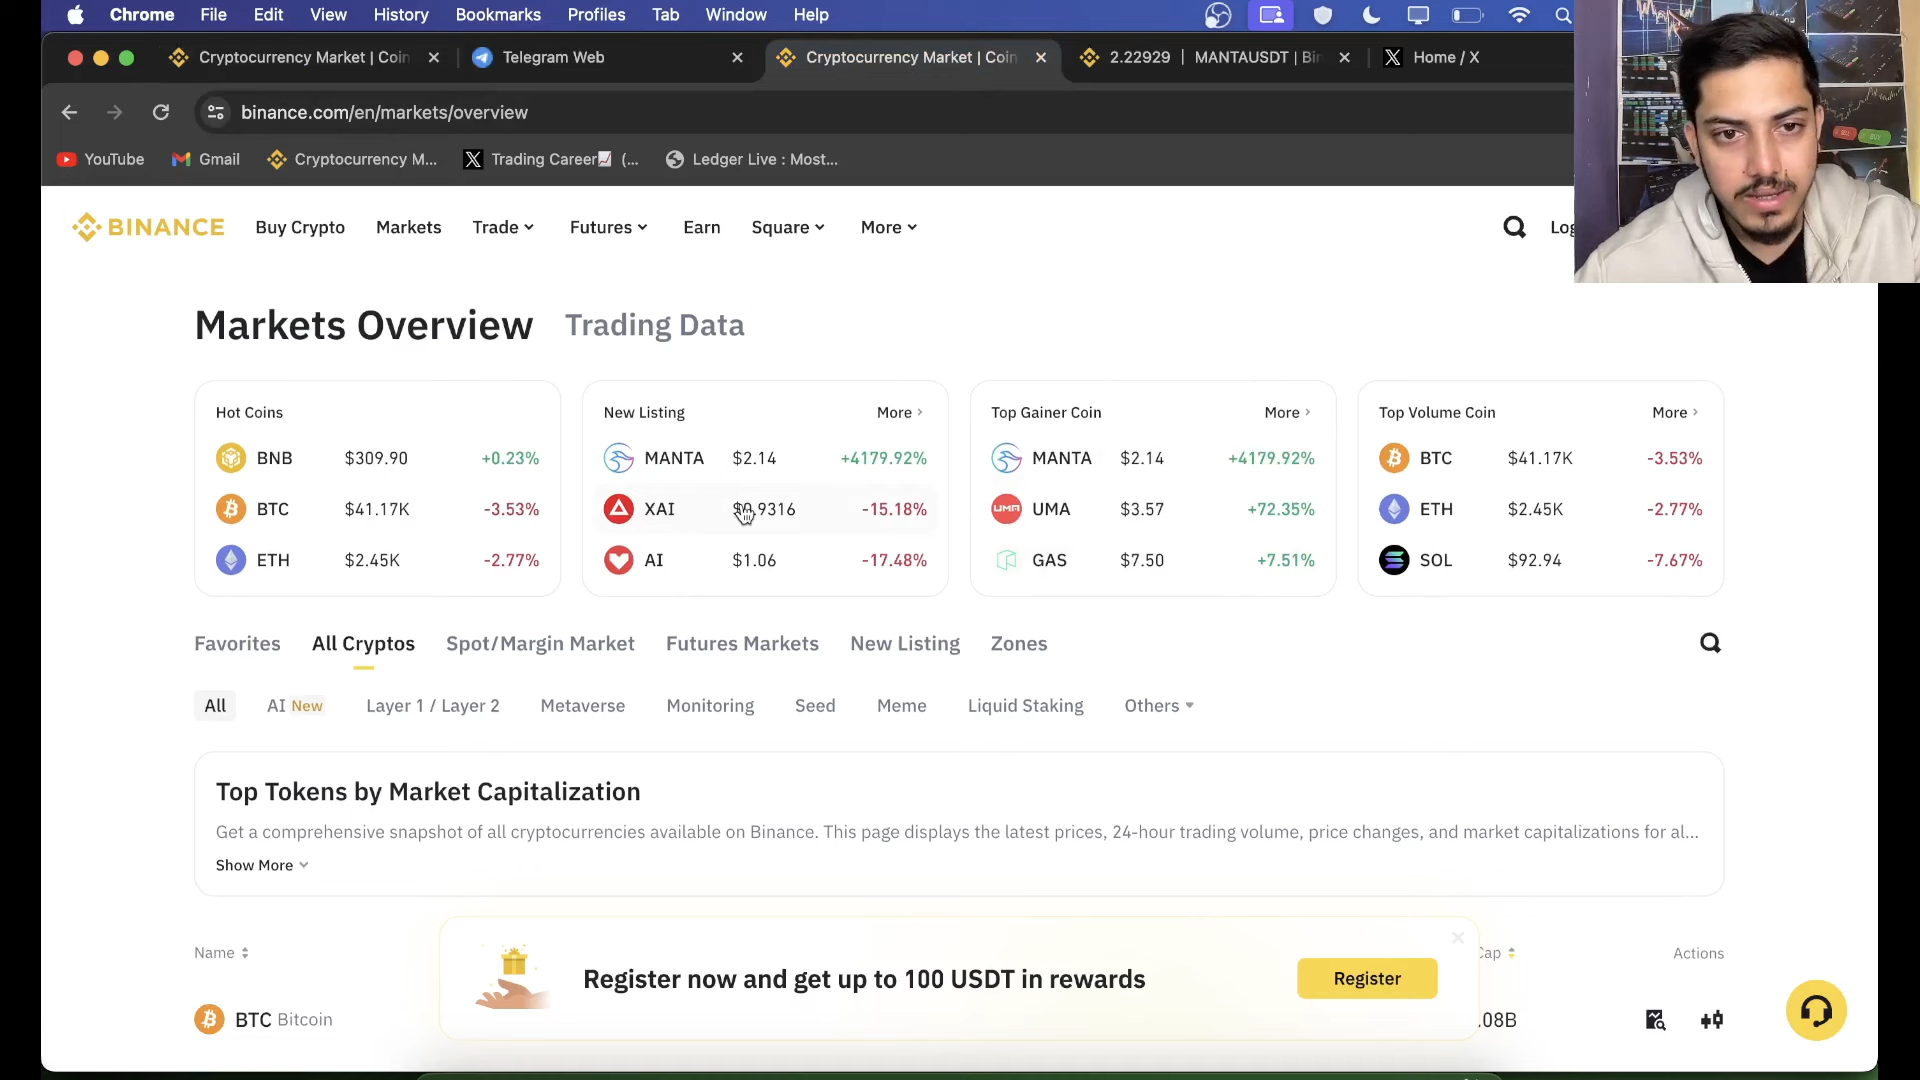 Chrome File Edit View History Bookmarks Profiles Tab Window Help
Cryptocurrency Market | Coin
Telegram Web
Cryptocurrency Market | Coin
2.22929 | MANTAUSDT | Bi
Home / X
binance.com/en/markets/overview
YouTube Gmail Cryptocurrency M... Trading Career (... Ledger Live : Most...
BINANCE Buy Crypto Markets Trade Futures Earn Square More
Markets Overview Trading Data
Hot Coins
BNB $309.90 +0.23%
BTC $41.17K -3.53%
ETH $2.45K -2.77%
New Listing More
MANTA $2.14 +4179.92%
XAI $0.9316 -15.18%
AI $1.06 -17.48%
Top Gainer Coin More
MANTA $2.14 +4179.92%
UMA $3.57 +72.35%
GAS $7.50 +7.51%
Top Volume Coin More
BTC $41.17K -3.53%
ETH $2.45K -2.77%
SOL $92.94 -7.67%
Favorites All Cryptos Spot/Margin Market Futures Markets New Listing Zones
All AI New Layer 1 / Layer 2 Metaverse Monitoring Seed Meme Liquid Staking Others
Top Tokens by Market Capitalization
Get a comprehensive snapshot of all cryptocurrencies available on Binance. This page displays the latest prices, 24-hour trading volume, price changes, and market capitalizations for al...
Show More
Name Cap Actions
Register now and get up to 100 USDT in rewards
Register
BTC Bitcoin .08B